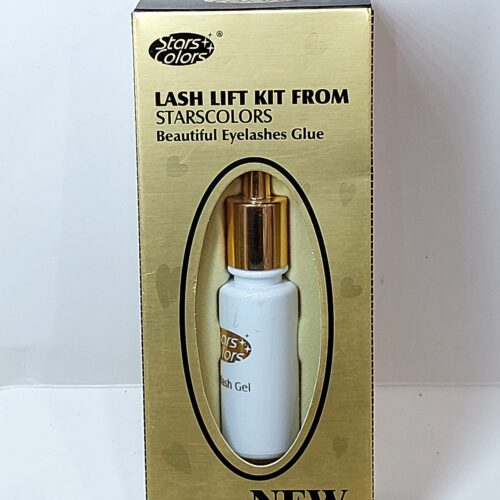 Stars
Colors
®
LASH LIFT KIT FROM
STARSCOLORS
Beautiful Eyelashes Glue
Gel
NEW